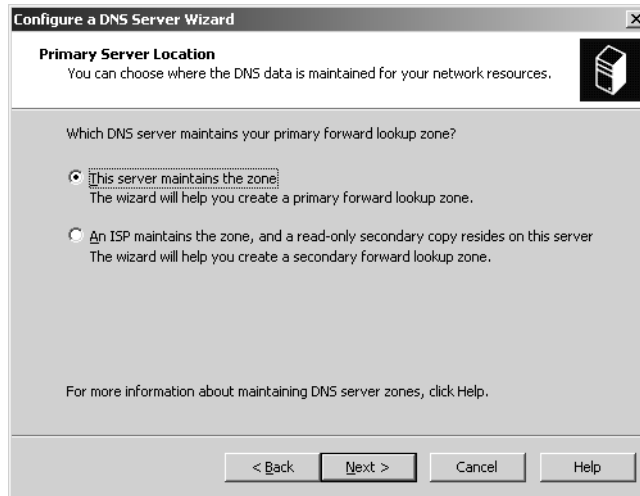 Configure a DNS Server Wizard
Primary Server Location
You can choose where the DNS data is maintained for your network resources.
Which DNS server maintains your primary forward lookup zone?
This server maintains the zone
The wizard will help you create a primary forward lookup zone.
An ISP maintains the zone, and a read-only secondary copy resides on this server
The wizard will help you create a secondary forward lookup zone.
For more information about maintaining DNS server zones, click Help.
< Back Next > Cancel Help